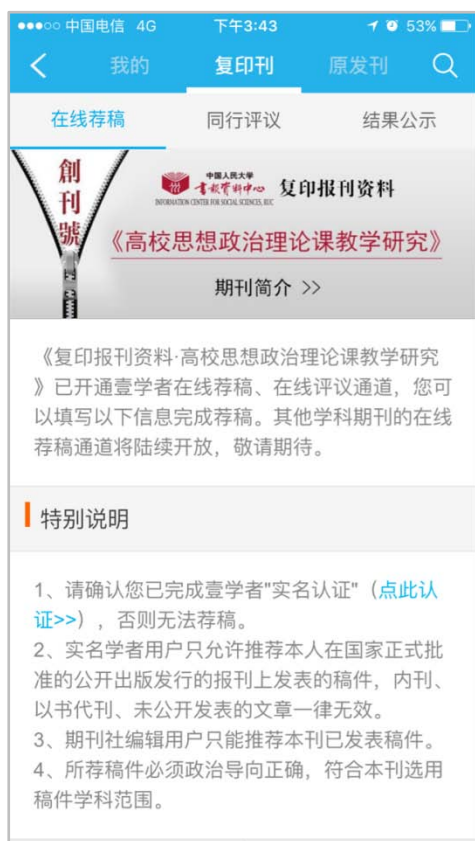 中国电信 4G 下午3:43 53%
我的 复印刊 原发刊
在线荐稿 同行评议 结果公示
創
刊
號
中国人民大学
書報資料中心 复印报刊资料
INFORMATION CENTER FOR SOCIAL SCIENCES, RUC
《高校思想政治理论课教学研究》
期刊简介 >>
《复印报刊资料·高校思想政治理论课教学研究
》已开通壹学者在线荐稿、在线评议通道，您可
以填写以下信息完成荐稿。其他学科期刊的在线
荐稿通道将陆续开放，敬请期待。
特别说明
1、请确认您已完成壹学者"实名认证"（点此认
证>>），否则无法荐稿。
2、实名学者用户只允许推荐本人在国家正式批
准的公开出版发行的报刊上发表的稿件，内刊、
以书代刊、未公开发表的文章一律无效。
3、期刊社编辑用户只能推荐本刊已发表稿件。
4、所荐稿件必须政治导向正确，符合本刊选用
稿件学科范围。